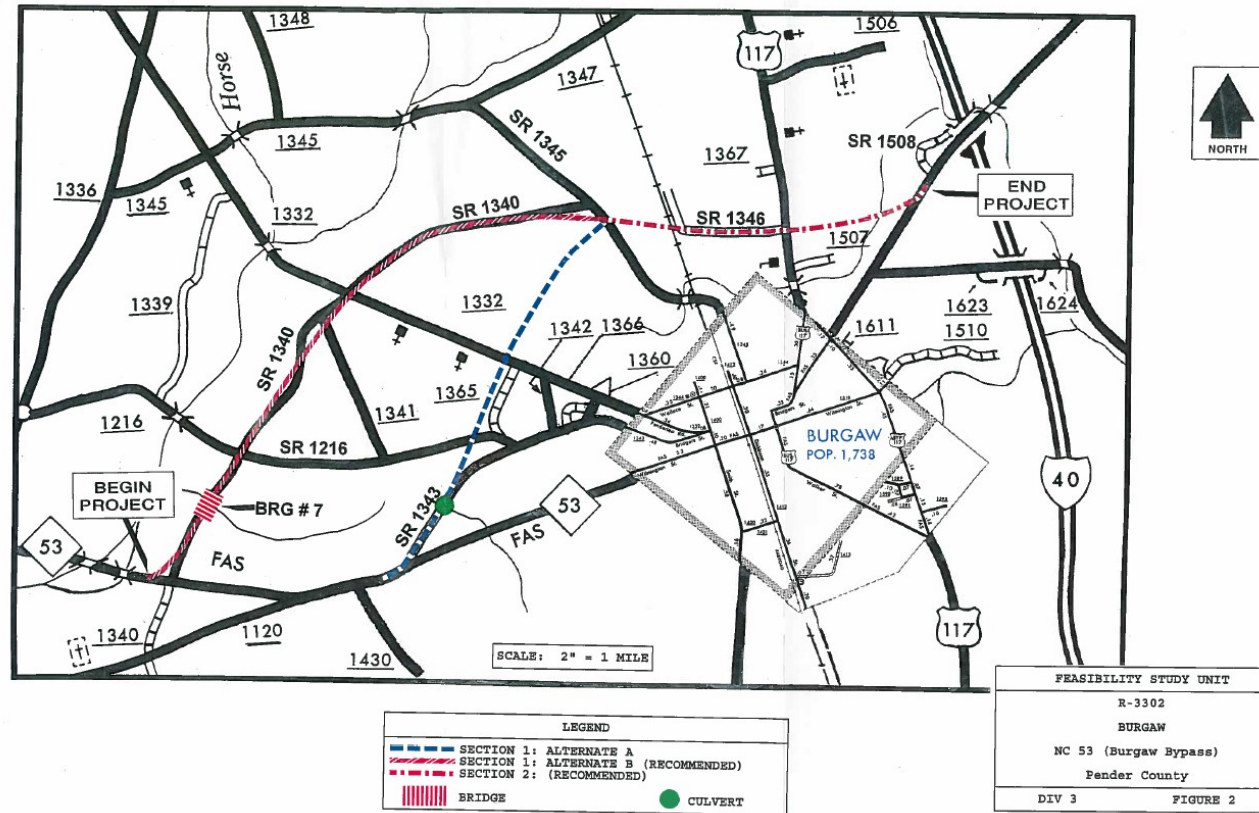 1348
1506
117
1347
Horse
NORTH
SR 1345
1345
1367
SR 1508
1336
1345
1332
SR 1340
SR 1346
END
PROJECT
1507
1339
1332
1342
1366
1623
1624
1611
1510
SR 1340
1360
1365
1341
1216
SR 1216
BURGAW
POP. 1,738
40
BEGIN
PROJECT
BRG # 7
SR 1343
53
53
FAS
FAS
1340
1120
1430
117
SCALE: 2" = 1 MILE
FEASIBILITY STUDY UNIT
R-3302
BURGAW
NC 53 (Burgaw Bypass)
Pender County
DIV 3 FIGURE 2
LEGEND
SECTION 1: ALTERNATE A
SECTION 1: ALTERNATE B (RECOMMENDED)
SECTION 2: (RECOMMENDED)
BRIDGE CULVERT